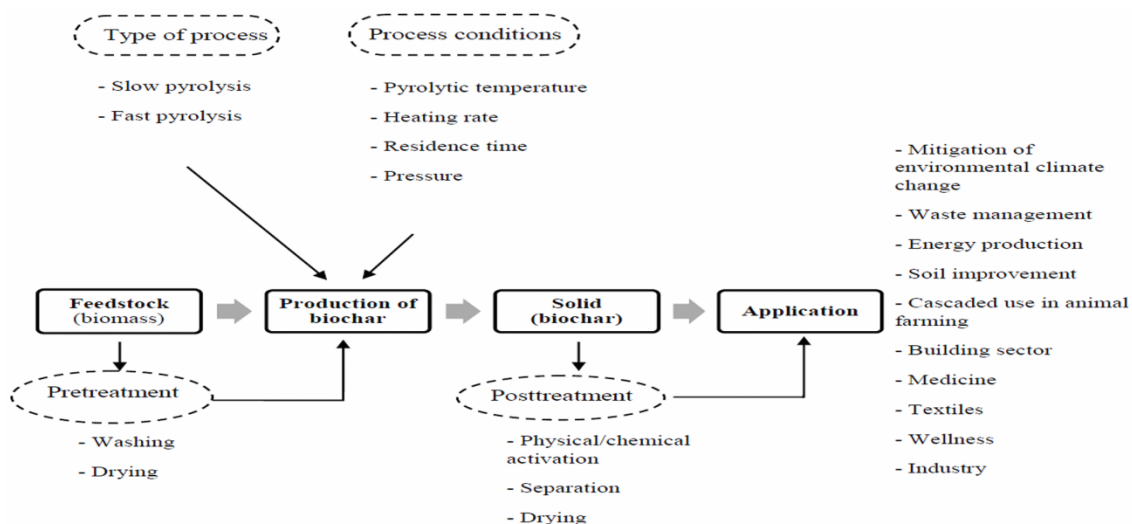 Type of process
- Slow pyrolysis
- Fast pyrolysis
Process conditions
- Pyrolytic temperature
- Heating rate
- Residence time
- Pressure
Feedstock
(biomass)
Production of
biochar
Solid
(biochar)
Application
Pretreatment
- Washing
- Drying
Posttreatment
- Physical/chemical
activation
- Separation
- Drying
- Mitigation of
environmental climate
change
- Waste management
- Energy production
- Soil improvement
- Cascaded use in animal
farming
- Building sector
- Medicine
- Textiles
- Wellness
- Industry